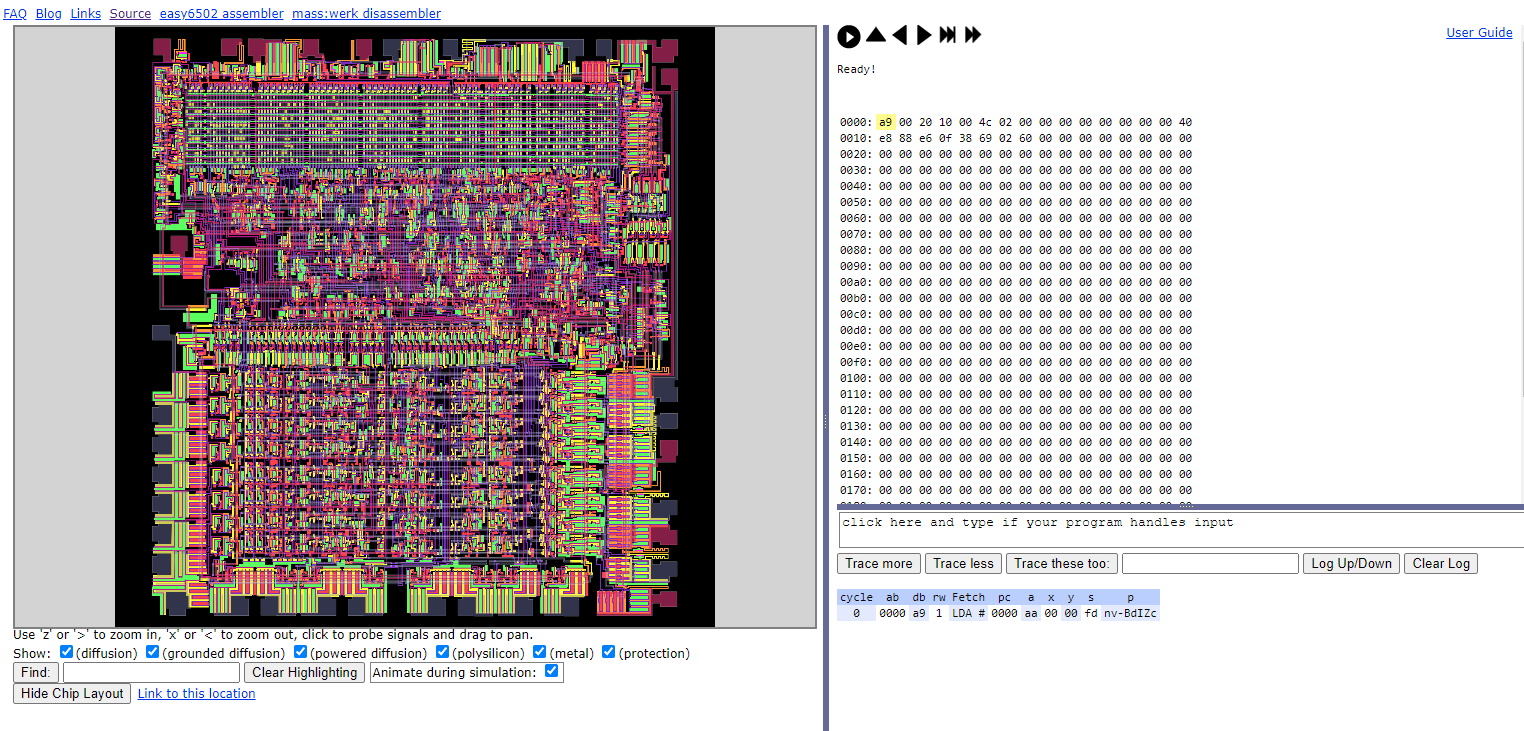 FAQ Blog Links Source easy6502 assembler mass:werk disassembler
User Guide
Ready!
0000: a9 00 20 10 00 4c 02 00 00 00 00 00 00 00 00 40
0010: e8 88 e6 0f 38 69 02 60 00 00 00 00 00 00 00 00
0020: 00 00 00 00 00 00 00 00 00 00 00 00 00 00 00 00
0030: 00 00 00 00 00 00 00 00 00 00 00 00 00 00 00 00
0040: 00 00 00 00 00 00 00 00 00 00 00 00 00 00 00 00
0050: 00 00 00 00 00 00 00 00 00 00 00 00 00 00 00 00
0060: 00 00 00 00 00 00 00 00 00 00 00 00 00 00 00 00
0070: 00 00 00 00 00 00 00 00 00 00 00 00 00 00 00 00
0080: 00 00 00 00 00 00 00 00 00 00 00 00 00 00 00 00
0090: 00 00 00 00 00 00 00 00 00 00 00 00 00 00 00 00
00a0: 00 00 00 00 00 00 00 00 00 00 00 00 00 00 00 00
00b0: 00 00 00 00 00 00 00 00 00 00 00 00 00 00 00 00
00c0: 00 00 00 00 00 00 00 00 00 00 00 00 00 00 00 00
00d0: 00 00 00 00 00 00 00 00 00 00 00 00 00 00 00 00
00e0: 00 00 00 00 00 00 00 00 00 00 00 00 00 00 00 00
00f0: 00 00 00 00 00 00 00 00 00 00 00 00 00 00 00 00
0100: 00 00 00 00 00 00 00 00 00 00 00 00 00 00 00 00
0110: 00 00 00 00 00 00 00 00 00 00 00 00 00 00 00 00
0120: 00 00 00 00 00 00 00 00 00 00 00 00 00 00 00 00
0130: 00 00 00 00 00 00 00 00 00 00 00 00 00 00 00 00
0140: 00 00 00 00 00 00 00 00 00 00 00 00 00 00 00 00
0150: 00 00 00 00 00 00 00 00 00 00 00 00 00 00 00 00
0160: 00 00 00 00 00 00 00 00 00 00 00 00 00 00 00 00
0170: 00 00 00 00 00 00 00 00 00 00 00 00 00 00 00 00
click here and type if your program handles input
Trace more Trace less Trace these too: Log Up/Down Clear Log
cycle ab db rw Fetch pc a x y s p
0 0000 a9 1 LDA # 0000 aa 00 00 fd nv-BdIZc
Use 'z' or '>' to zoom in, 'x' or '<' to zoom out, click to probe signals and drag to pan.
Show: (diffusion) (grounded diffusion) (powered diffusion) (polysilicon) (metal) (protection)
Find: Clear Highlighting Animate during simulation:
Hide Chip Layout Link to this location